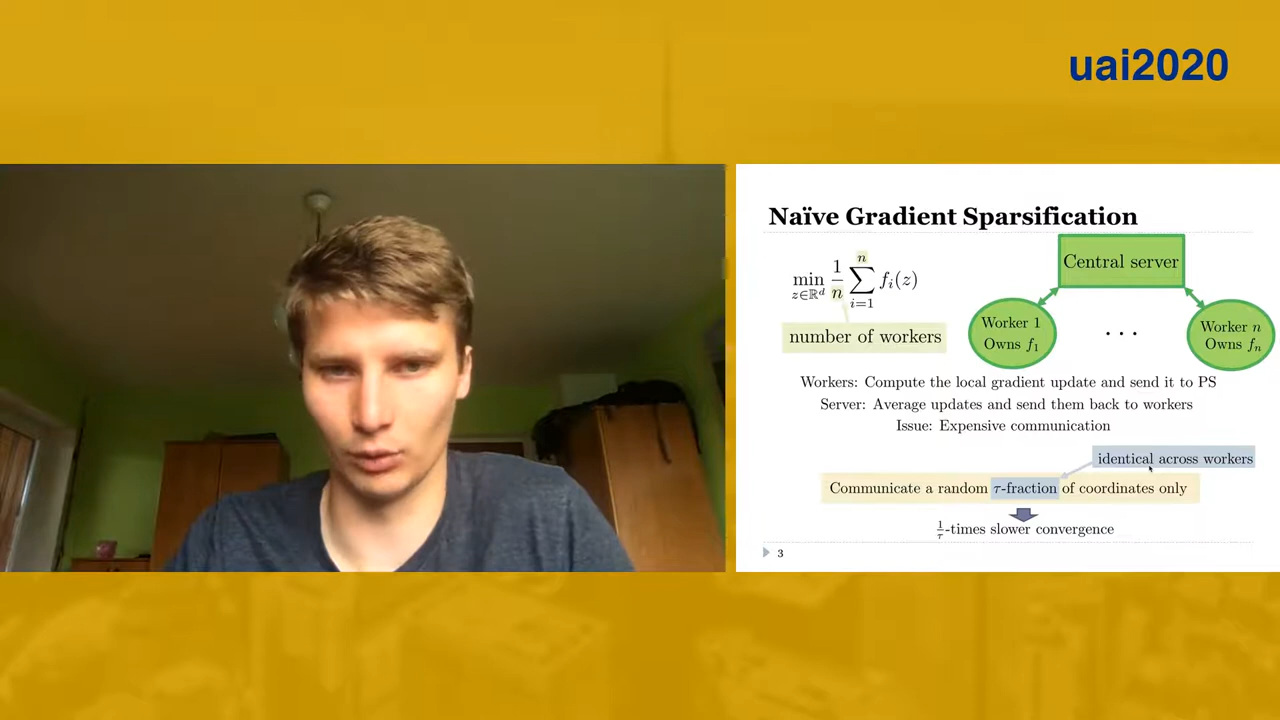 uai2020
Naïve Gradient Sparsification
min z∈ℝ^d 1/n ∑_{i=1}^{n} f_i(z)
number of workers
Central server
Worker 1
Owns f_1
. . .
Worker n
Owns f_n
Workers: Compute the local gradient update and send it to PS
Server: Average updates and send them back to workers
Issue: Expensive communication
identical across workers
Communicate a random τ-fraction of coordinates only
1/τ-times slower convergence
3